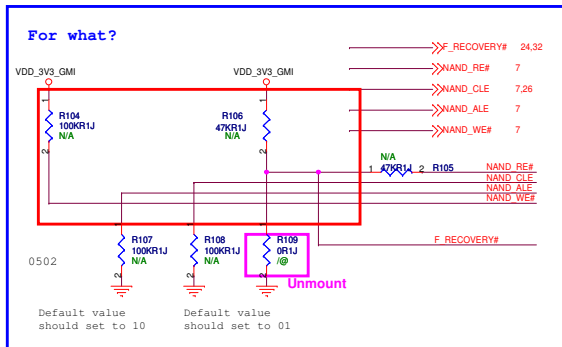 For what?
F_RECOVERY# 24,32
NAND_RE# 7
NAND_CLE 7,26
NAND_ALE 7
NAND_WE# 7
VDD_3V3_GMI
VDD_3V3_GMI
1
R104
100KR1J
N/A
2
1
R106
47KR1J
N/A
2
N/A
1 2 R105
47KR1J
NAND_RE#
NAND_CLE
NAND_ALE
NAND_WE#
1
R107
100KR1J
N/A
2
1
R108
100KR1J
N/A
2
1
R109
0R1J
/@
2
F_RECOVERY#
0502
Unmount
Default value
should set to 10
Default value
should set to 01